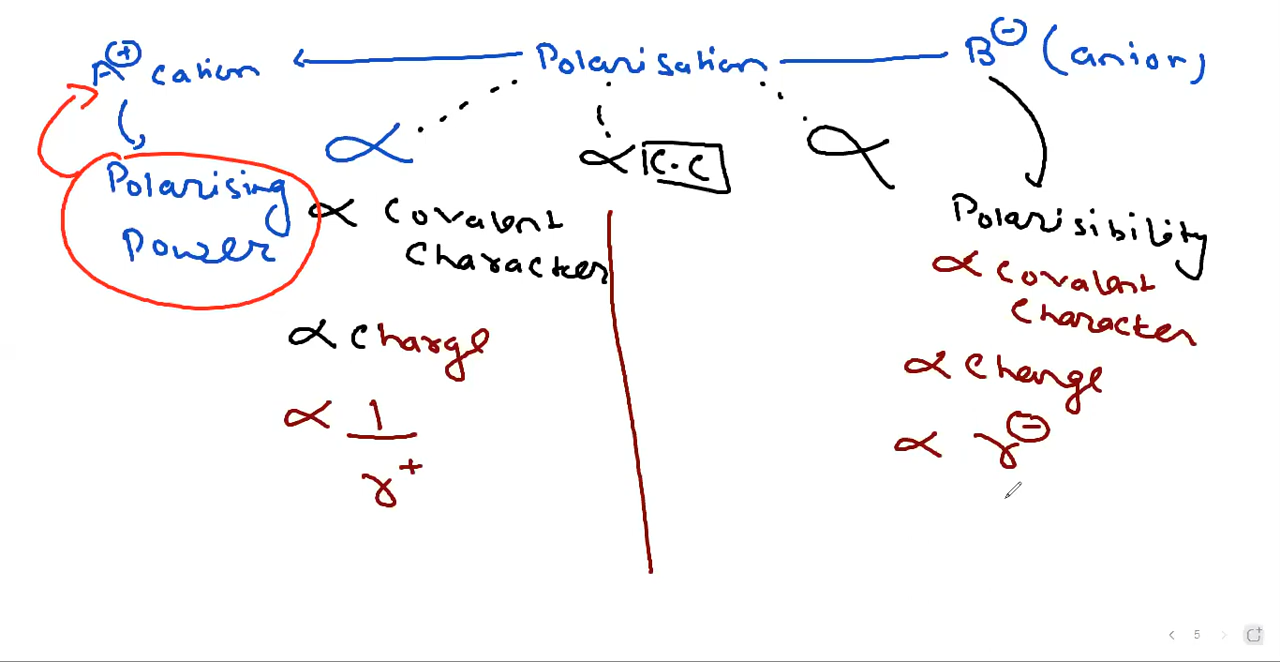 A⊕ cation ← Polarisation — B⊖ (anion)
∝ ∝ C.C ∝
Polarising
Power
∝ Covalent
Character
∝ Charge
∝ 1
r+
Polarisibility
∝ Covalent
Character
∝ Charge
∝ r⊖
5